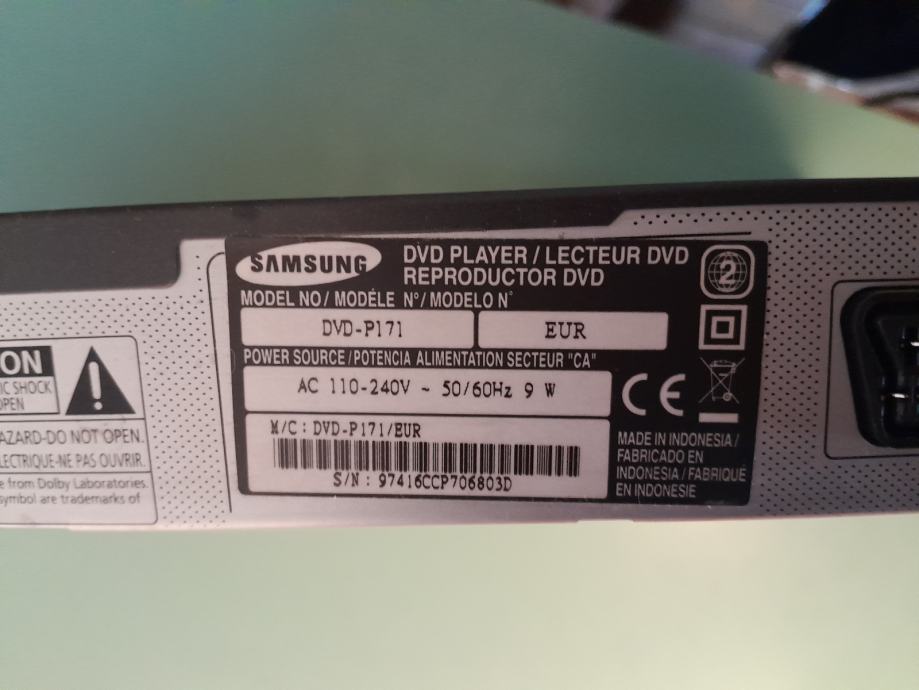 SAMSUNG
DVD PLAYER / LECTEUR DVD
REPRODUCTOR DVD
2
MODEL NO / MODÉLE N° / MODELO N°
DVD-P171
EUR
POWER SOURCE / POTENCIA ALIMENTATION SECTEUR "CA"
AC 110-240V ~ 50/60Hz 9 W
CE
M/C: DVD-P171/EUR
S/N: 97416CCP706803D
MADE IN INDONESIA /
FABRICADO EN
INDONESIA / FABRIQUÉ
EN INDONESIE
ON
IC SHOCK
OPEN
AZARD-DO NOT OPEN.
LECTRIQUE-NE PAS OUVRIR.
e from Dolby Laboratories.
symbol are trademarks of